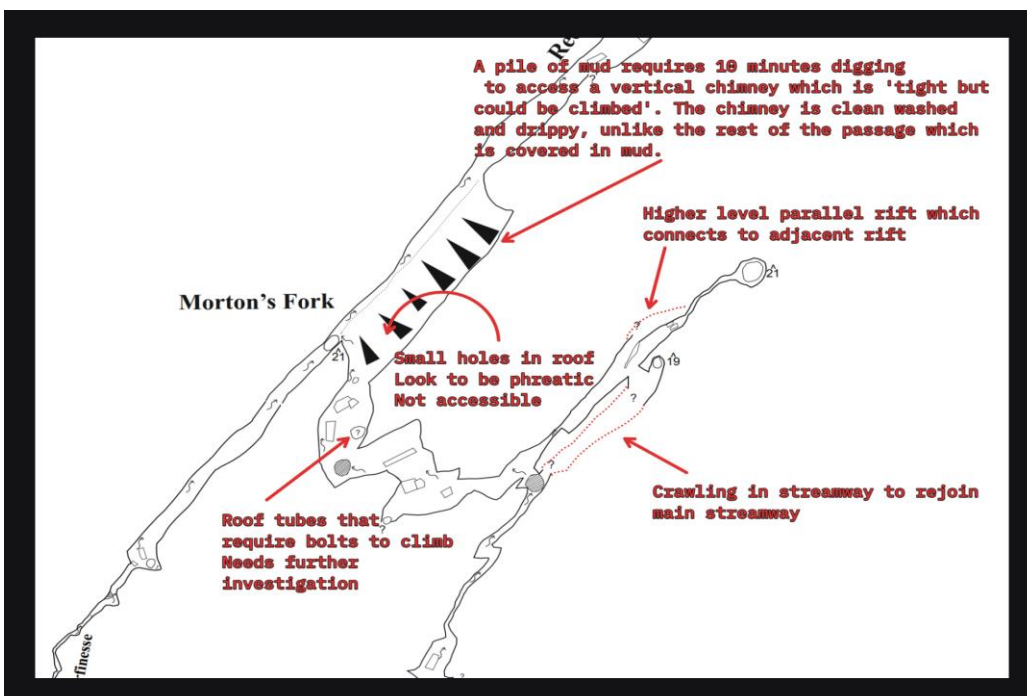 A pile of mud requires 10 minutes digging
to access a vertical chimney which is 'tight but
could be climbed'. The chimney is clean washed
and drippy, unlike the rest of the passage which
is covered in mud.
Higher level parallel rift which
connects to adjacent rift
21
?
Morton's Fork
21
19
Small holes in roof
Look to be phreatic
Not accessible
?
?
?
Crawling in streamway to rejoin
main streamway
Roof tubes that
require bolts to climb
Needs further
investigation
?
?
finesse